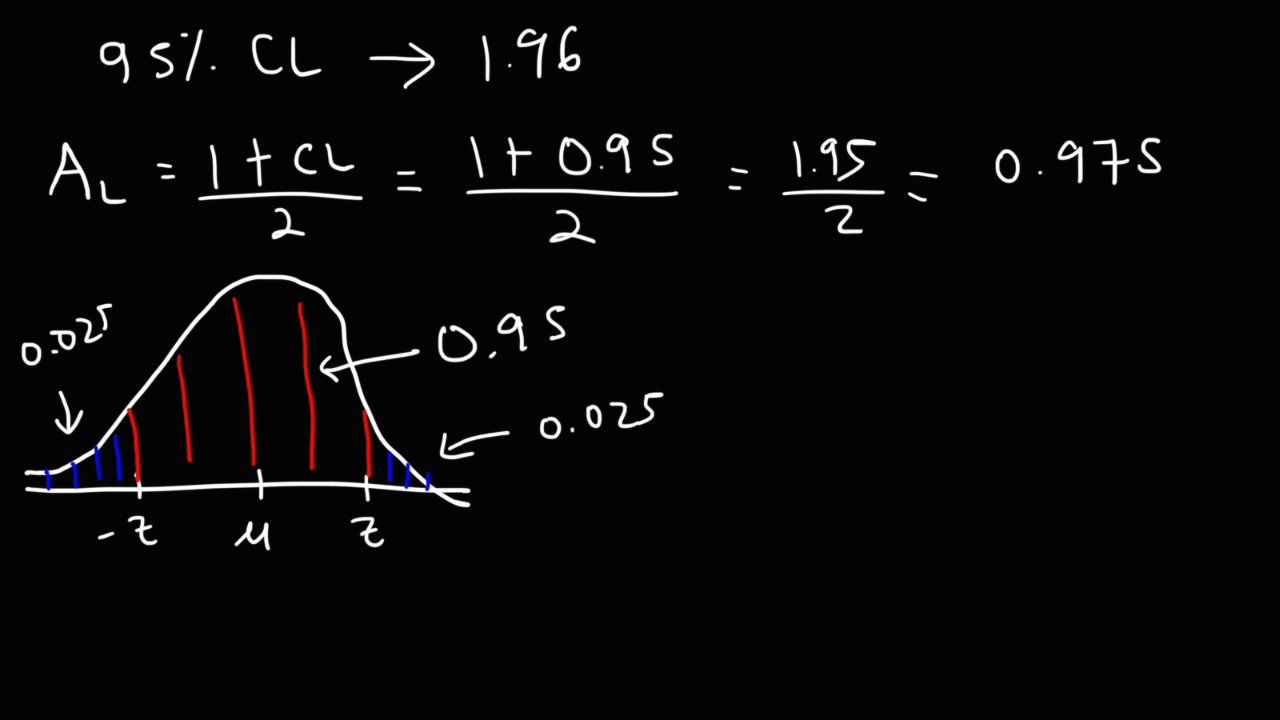 95% CL → 1.96
A_L = (1 + CL)/2 = (1 + 0.95)/2 = 1.95/2 = 0.975
0.025
0.95
0.025
-z μ z